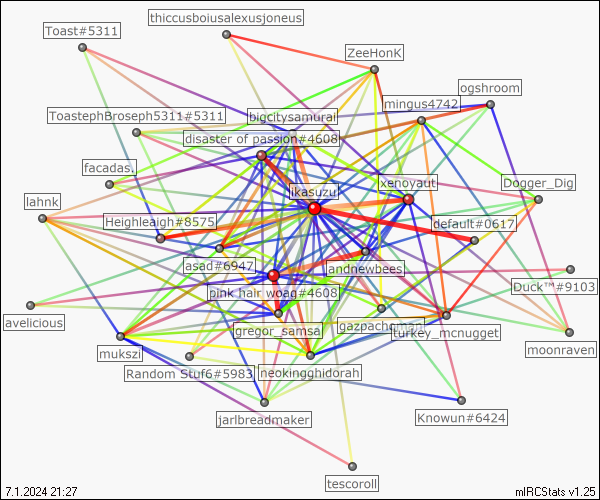 thiccusboiusalexusjoneus
Toast#5311
ZeeHonK
ogshroom
mingus4742
ToastephBroseph5311#5311
bigcitysamurai
disaster of passion#4608
facadas.
ikasuzu
xenoyaut
Dogger_Dig
lahnk
Heighleaigh#8575
default#0617
asad#6947
andnewbees
pink hair woag#4608
Duck™#9103
avelicious
gregor_samsa
turkey_mcnugget
mukszi
moonraven
Random Stuf6#5983
neokingghidorah
jarlbreadmaker
Knowun#6424
tescoroll
7.1.2024 21:27
mIRCStats v1.25